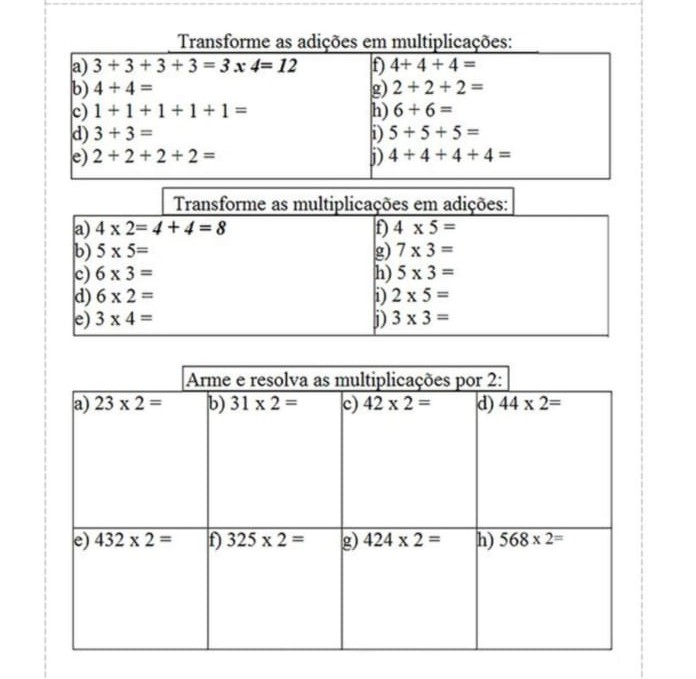 Transforme as adições em multiplicações:
a) 3 + 3 + 3 + 3 = 3 x 4= 12
b) 4 + 4 =
c) 1 + 1 + 1 + 1 + 1 =
d) 3 + 3 =
e) 2 + 2 + 2 + 2 =
f) 4+ 4 + 4 =
g) 2 + 2 + 2 =
h) 6 + 6 =
i) 5 + 5 + 5 =
j) 4 + 4 + 4 + 4 =
Transforme as multiplicações em adições:
a) 4 x 2= 4 + 4 = 8
b) 5 x 5=
c) 6 x 3 =
d) 6 x 2 =
e) 3 x 4 =
f) 4 x 5 =
g) 7 x 3 =
h) 5 x 3 =
i) 2 x 5 =
j) 3 x 3 =
Arme e resolva as multiplicações por 2:
a) 23 x 2 =
b) 31 x 2 =
c) 42 x 2 =
d) 44 x 2=
e) 432 x 2 =
f) 325 x 2 =
g) 424 x 2 =
h) 568 x 2=